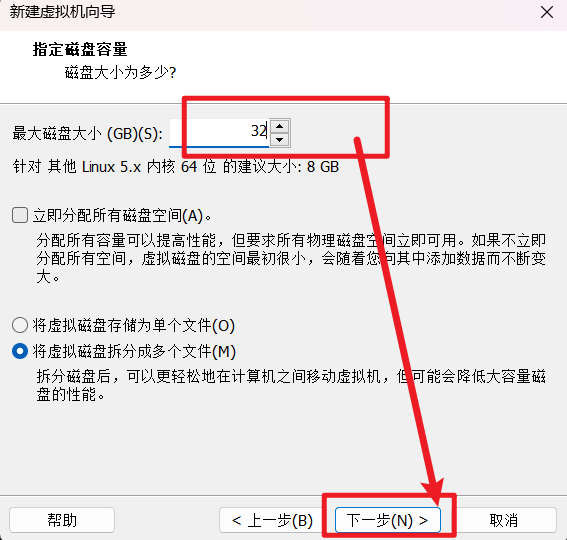 新建虚拟机向导
指定磁盘容量
磁盘大小为多少?
最大磁盘大小 (GB)(S): 32
针对 其他 Linux 5.x 内核 64 位 的建议大小: 8 GB
立即分配所有磁盘空间(A)。
分配所有容量可以提高性能，但要求所有物理磁盘空间立即可用。如果不立即
分配所有空间，虚拟磁盘的空间最初很小，会随着您向其中添加数据而不断变
大。
将虚拟磁盘存储为单个文件(O)
将虚拟磁盘拆分成多个文件(M)
拆分磁盘后，可以更轻松地在计算机之间移动虚拟机，但可能会降低大容量磁
盘的性能。
帮助 < 上一步(B) 下一步(N) > 取消